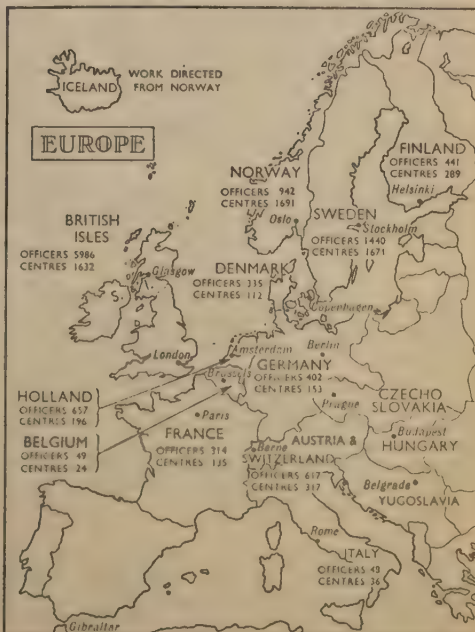 ICELAND
WORK DIRECTED
FROM NORWAY
EUROPE
FINLAND
OFFICERS 441
CENTRES 289
Helsinki
NORWAY
OFFICERS 942
CENTRES 1691
Oslo
SWEDEN
Stockholm
OFFICERS 1440
CENTRES 1671
BRITISH
ISLES
OFFICERS 5986
CENTRES 1632
Glasgow
DENMARK
OFFICERS 335
CENTRES 112
Copenhagen
London
Amsterdam
Berlin
Brussels
GERMANY
OFFICERS 402
CENTRES 153
Prague
HOLLAND
OFFICERS 657
CENTRES 196
CZECHO
SLOVAKIA
BELGIUM
OFFICERS 49
CENTRES 24
Paris
FRANCE
OFFICERS 314
CENTRES 135
Berne
AUSTRIA &
SWITZERLAND
OFFICERS 617
CENTRES 317
Budapest
HUNGARY
Belgrade
YUGOSLAVIA
Rome
ITALY
OFFICERS 45
CENTRES 36
Gibraltar